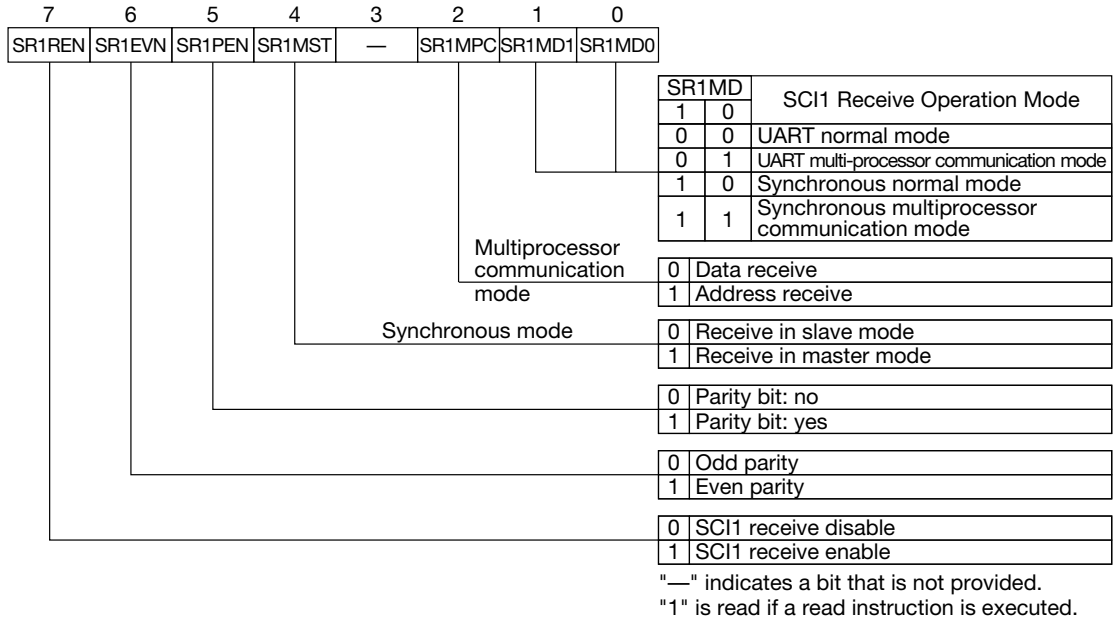 7 6 5 4 3 2 1 0
SR1REN SR1EVN SR1PEN SR1MST — SR1MPC SR1MD1 SR1MD0
SR1MD SCI1 Receive Operation Mode
1 0
0 0 UART normal mode
0 1 UART multi-processor communication mode
1 0 Synchronous normal mode
1 1 Synchronous multiprocessor
communication mode
Multiprocessor
communication
mode
0 Data receive
1 Address receive
Synchronous mode
0 Receive in slave mode
1 Receive in master mode
0 Parity bit: no
1 Parity bit: yes
0 Odd parity
1 Even parity
0 SCI1 receive disable
1 SCI1 receive enable
"—" indicates a bit that is not provided.
"1" is read if a read instruction is executed.